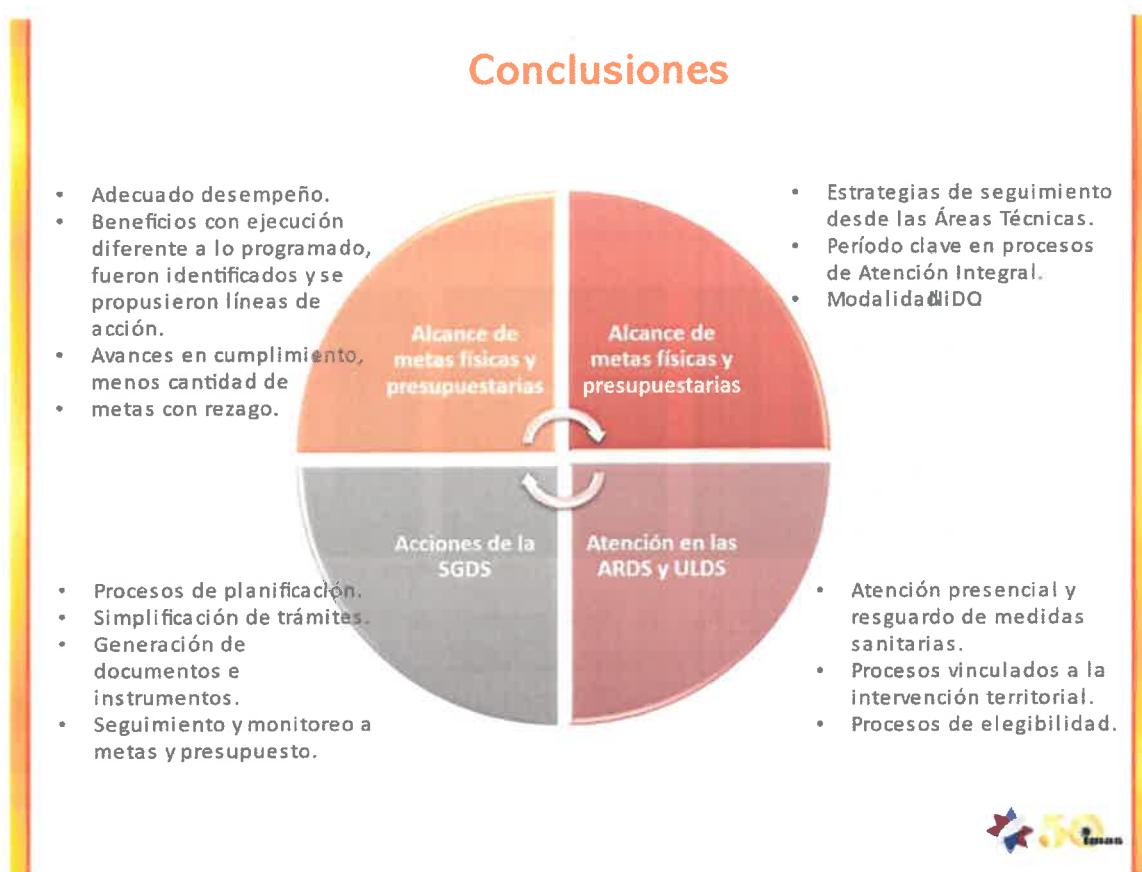 Conclusiones
• Adecuado desempeño.
• Beneficios con ejecución
diferente a lo programado,
fueron identificados y se
propusieron líneas de
acción.
• Avances en cumplimiento,
menos cantidad de
• metas con rezago.
Alcance de
metas físicas y
presupuestarias
Alcance de
metas físicas y
presupuestarias
• Estrategias de seguimiento
desde las Áreas Técnicas.
• Período clave en procesos
de Atención Integral.
• Modalidad
• Procesos de planificación.
• Simplificación de trámites.
• Generación de
documentos e
instrumentos.
• Seguimiento y monitoreo a
metas y presupuesto.
Acciones de la
SGDS
Atención en las
ARDS y ULDS
• Atención presencial y
resguardo de medidas
sanitarias.
• Procesos vinculados a la
intervención territorial.
• Procesos de elegibilidad.
50
imas